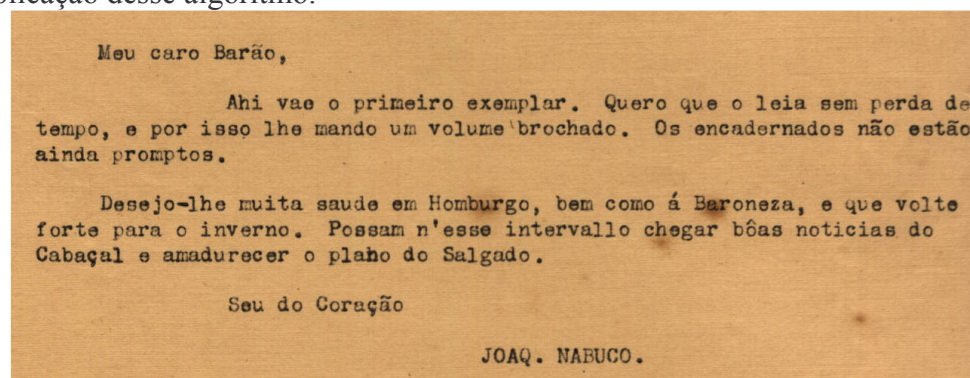 desse algoritmo.
Meu caro Barão,
Ahi vae o primeiro exemplar. Quero que o leia sem perda de
tempo, e por isso lhe mando um volume brochado. Os encadernados não estão
ainda promptos.
Desejo-lhe muita saude em Homburgo, bem como á Baroneza, e que volte
forte para o inverno. Possam n'esse intervallo chegar bôas noticias do
Cabaçal e amadurecer o plaho do Salgado.
Seu do Coração
JOAQ. NABUCO.